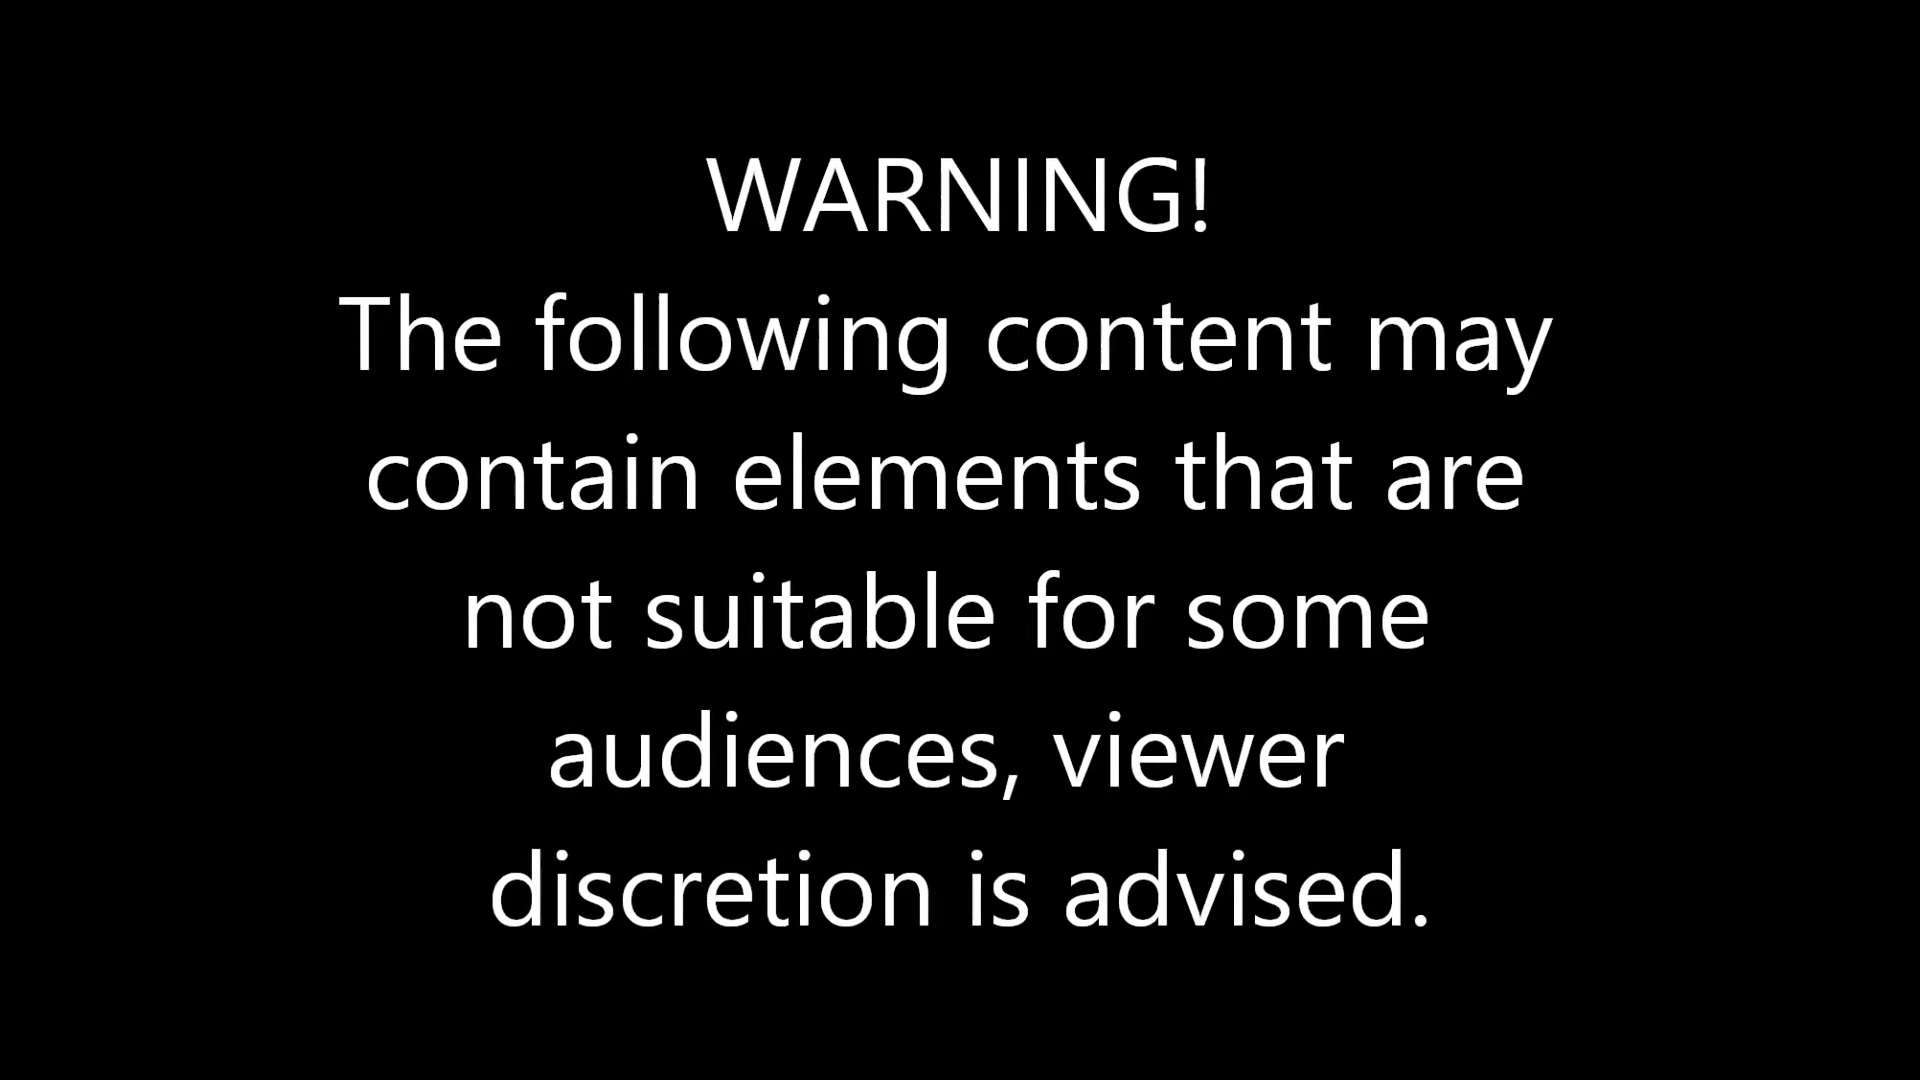 WARNING!
The following content may
contain elements that are
not suitable for some
audiences, viewer
discretion is advised.